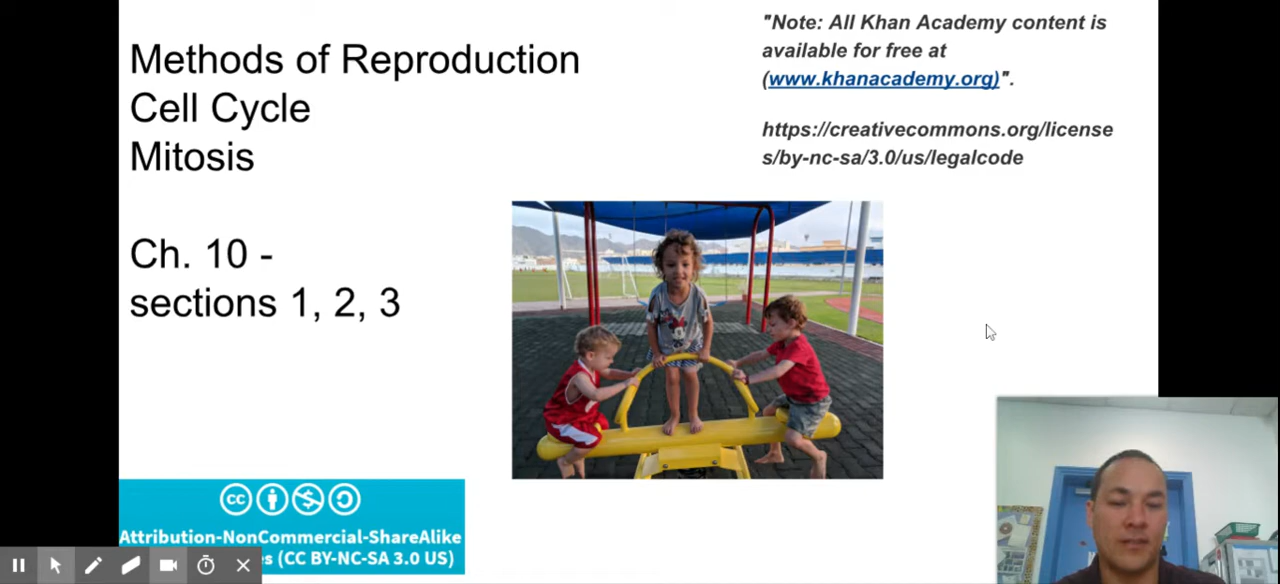 Methods of Reproduction
Cell Cycle
Mitosis
Ch. 10 -
sections 1, 2, 3
"Note: All Khan Academy content is
available for free at
(www.khanacademy.org)".
https://creativecommons.org/license
s/by-nc-sa/3.0/us/legalcode
cc
Attribution-NonCommercial-ShareAlike
s (CC BY-NC-SA 3.0 US)